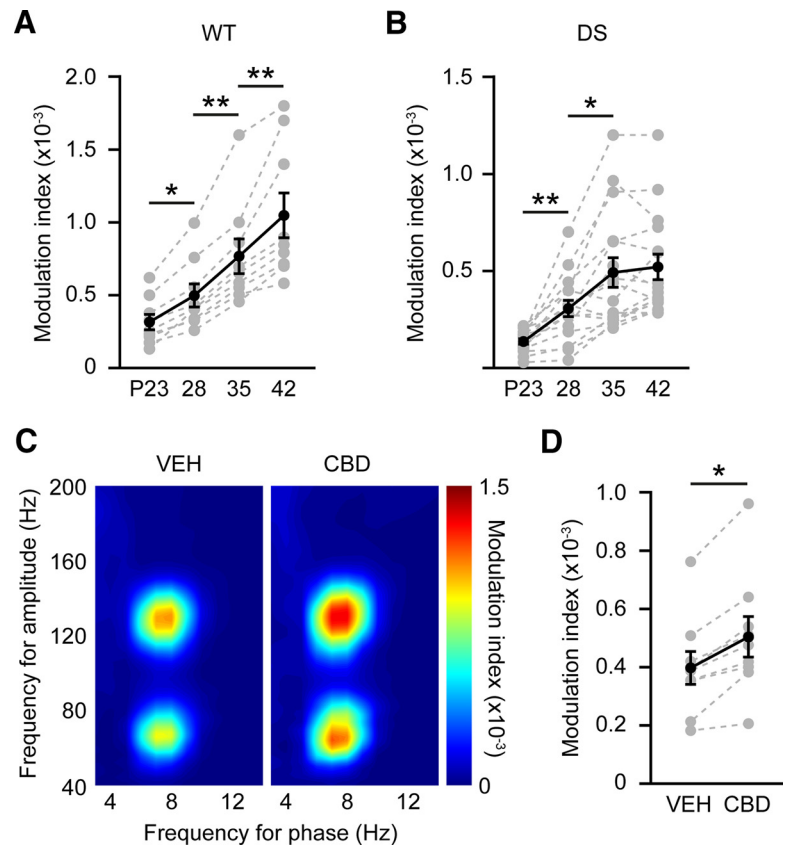 A
WT
Modulation index (x10⁻³)
2.0
1.5
1.0
0.5
0
*
**
**
P23 28 35 42
B
DS
Modulation index (x10⁻³)
1.5
1.0
0.5
**
*
P23 28 35 42
C
VEH
CBD
Frequency for amplitude (Hz)
200
160
120
80
40
4 8 12
4 8 12
Frequency for phase (Hz)
1.5
0
Modulation index (x10⁻³)
D
*
Modulation index (x10⁻³)
1.0
0.8
0.6
0.4
0.2
0
VEH CBD